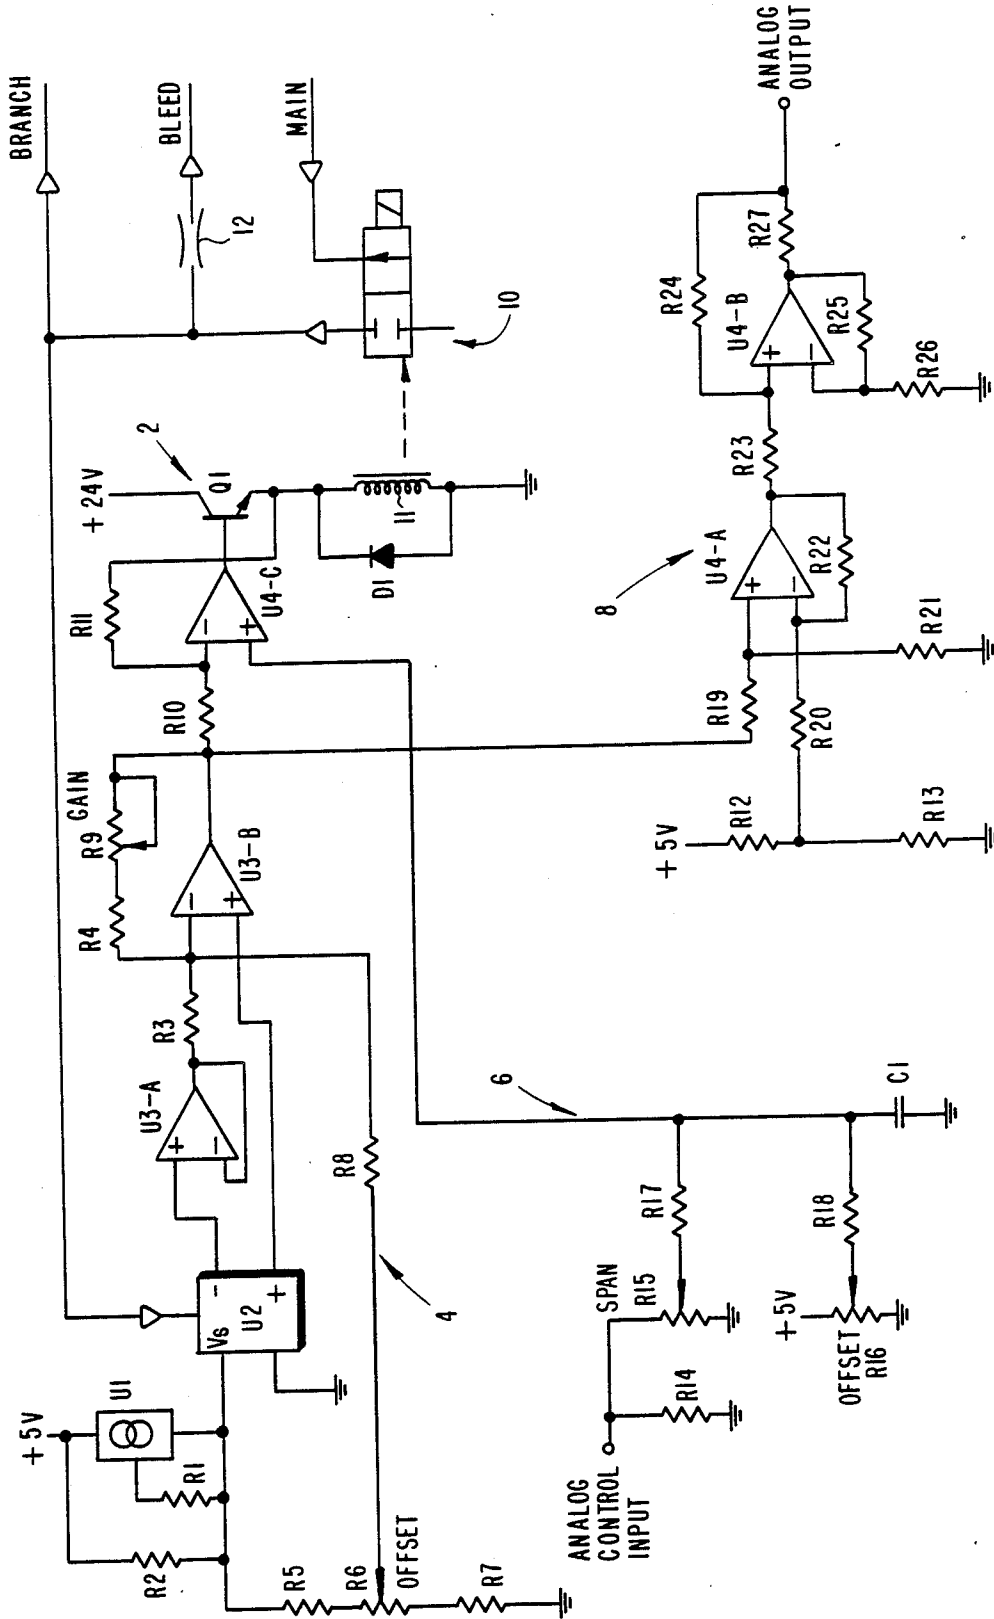 BRANCH
BLEED
MAIN
12
10
+24V
2
Q1
U4-C
R11
R10
D1
11
GAIN
R9
R4
U3-B
-
+
-
+
R3
U3-A
+
-
R8
4
+5V
U1
R1
R2
Vs
U2
-
+
R5
R6
OFFSET
R7
6
C1
R17
R18
SPAN
R15
R14
ANALOG
CONTROL
INPUT
+5V
OFFSET
R16
8
U4-A
+
-
R19
R20
R21
R22
R23
+5V
R12
R13
R24
U4-B
+
-
R25
R26
R27
ANALOG
OUTPUT